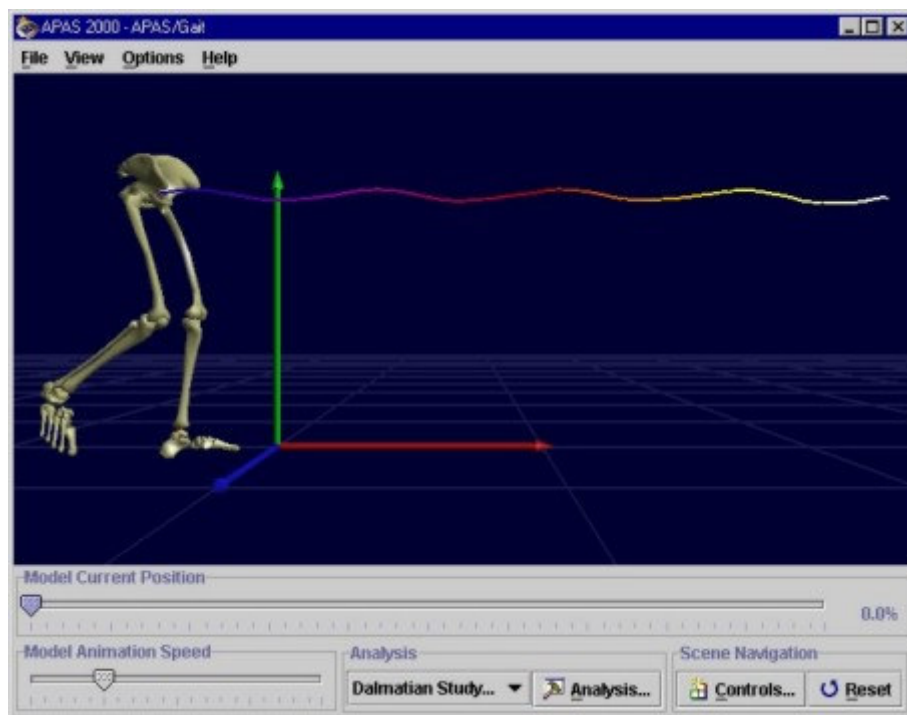 APAS 2000 - APAS/Gait
File View Options Help
Model Current Position
0.0%
Model Animation Speed
Analysis
Scene Navigation
Dalmatian Study...
Analysis...
Controls...
Reset